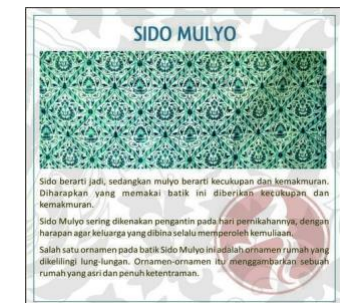 SIDO MULYO
Sido berarti jadi, sedangkan mulyo berarti kecukupan dan kemakmuran.
Diharapkan yang memakai batik ini diberikan kecukupan dan
kemakmuran.
Sido Mulyo sering dikenakan pengantin pada hari pernikahannya, dengan
harapan agar keluarga yang dibina selalu memperoleh kemuliaan.
Salah satu ornamen pada batik Sido Mulyo ini adalah ornamen rumah yang
dikelilingi lung-lungan. Ornamen-ornamen itu menggambarkan sebuah
rumah yang asri dan penuh ketentraman.